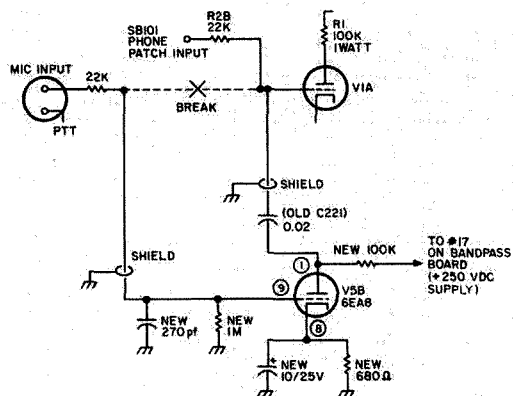 R1
100K
1WATT
R2B
22K
SB101
PHONE
PATCH INPUT
MIC INPUT
22K
V1A
BREAK
PTT
SHIELD
(OLD C221)
0.02
TO #17
ON BANDPASS
BOARD
(+250 VDC
SUPPLY)
NEW 100K
SHIELD
1
9
V5B
6EA8
8
NEW
270pf
NEW
1M
NEW
10/25V
+
NEW
680Ω